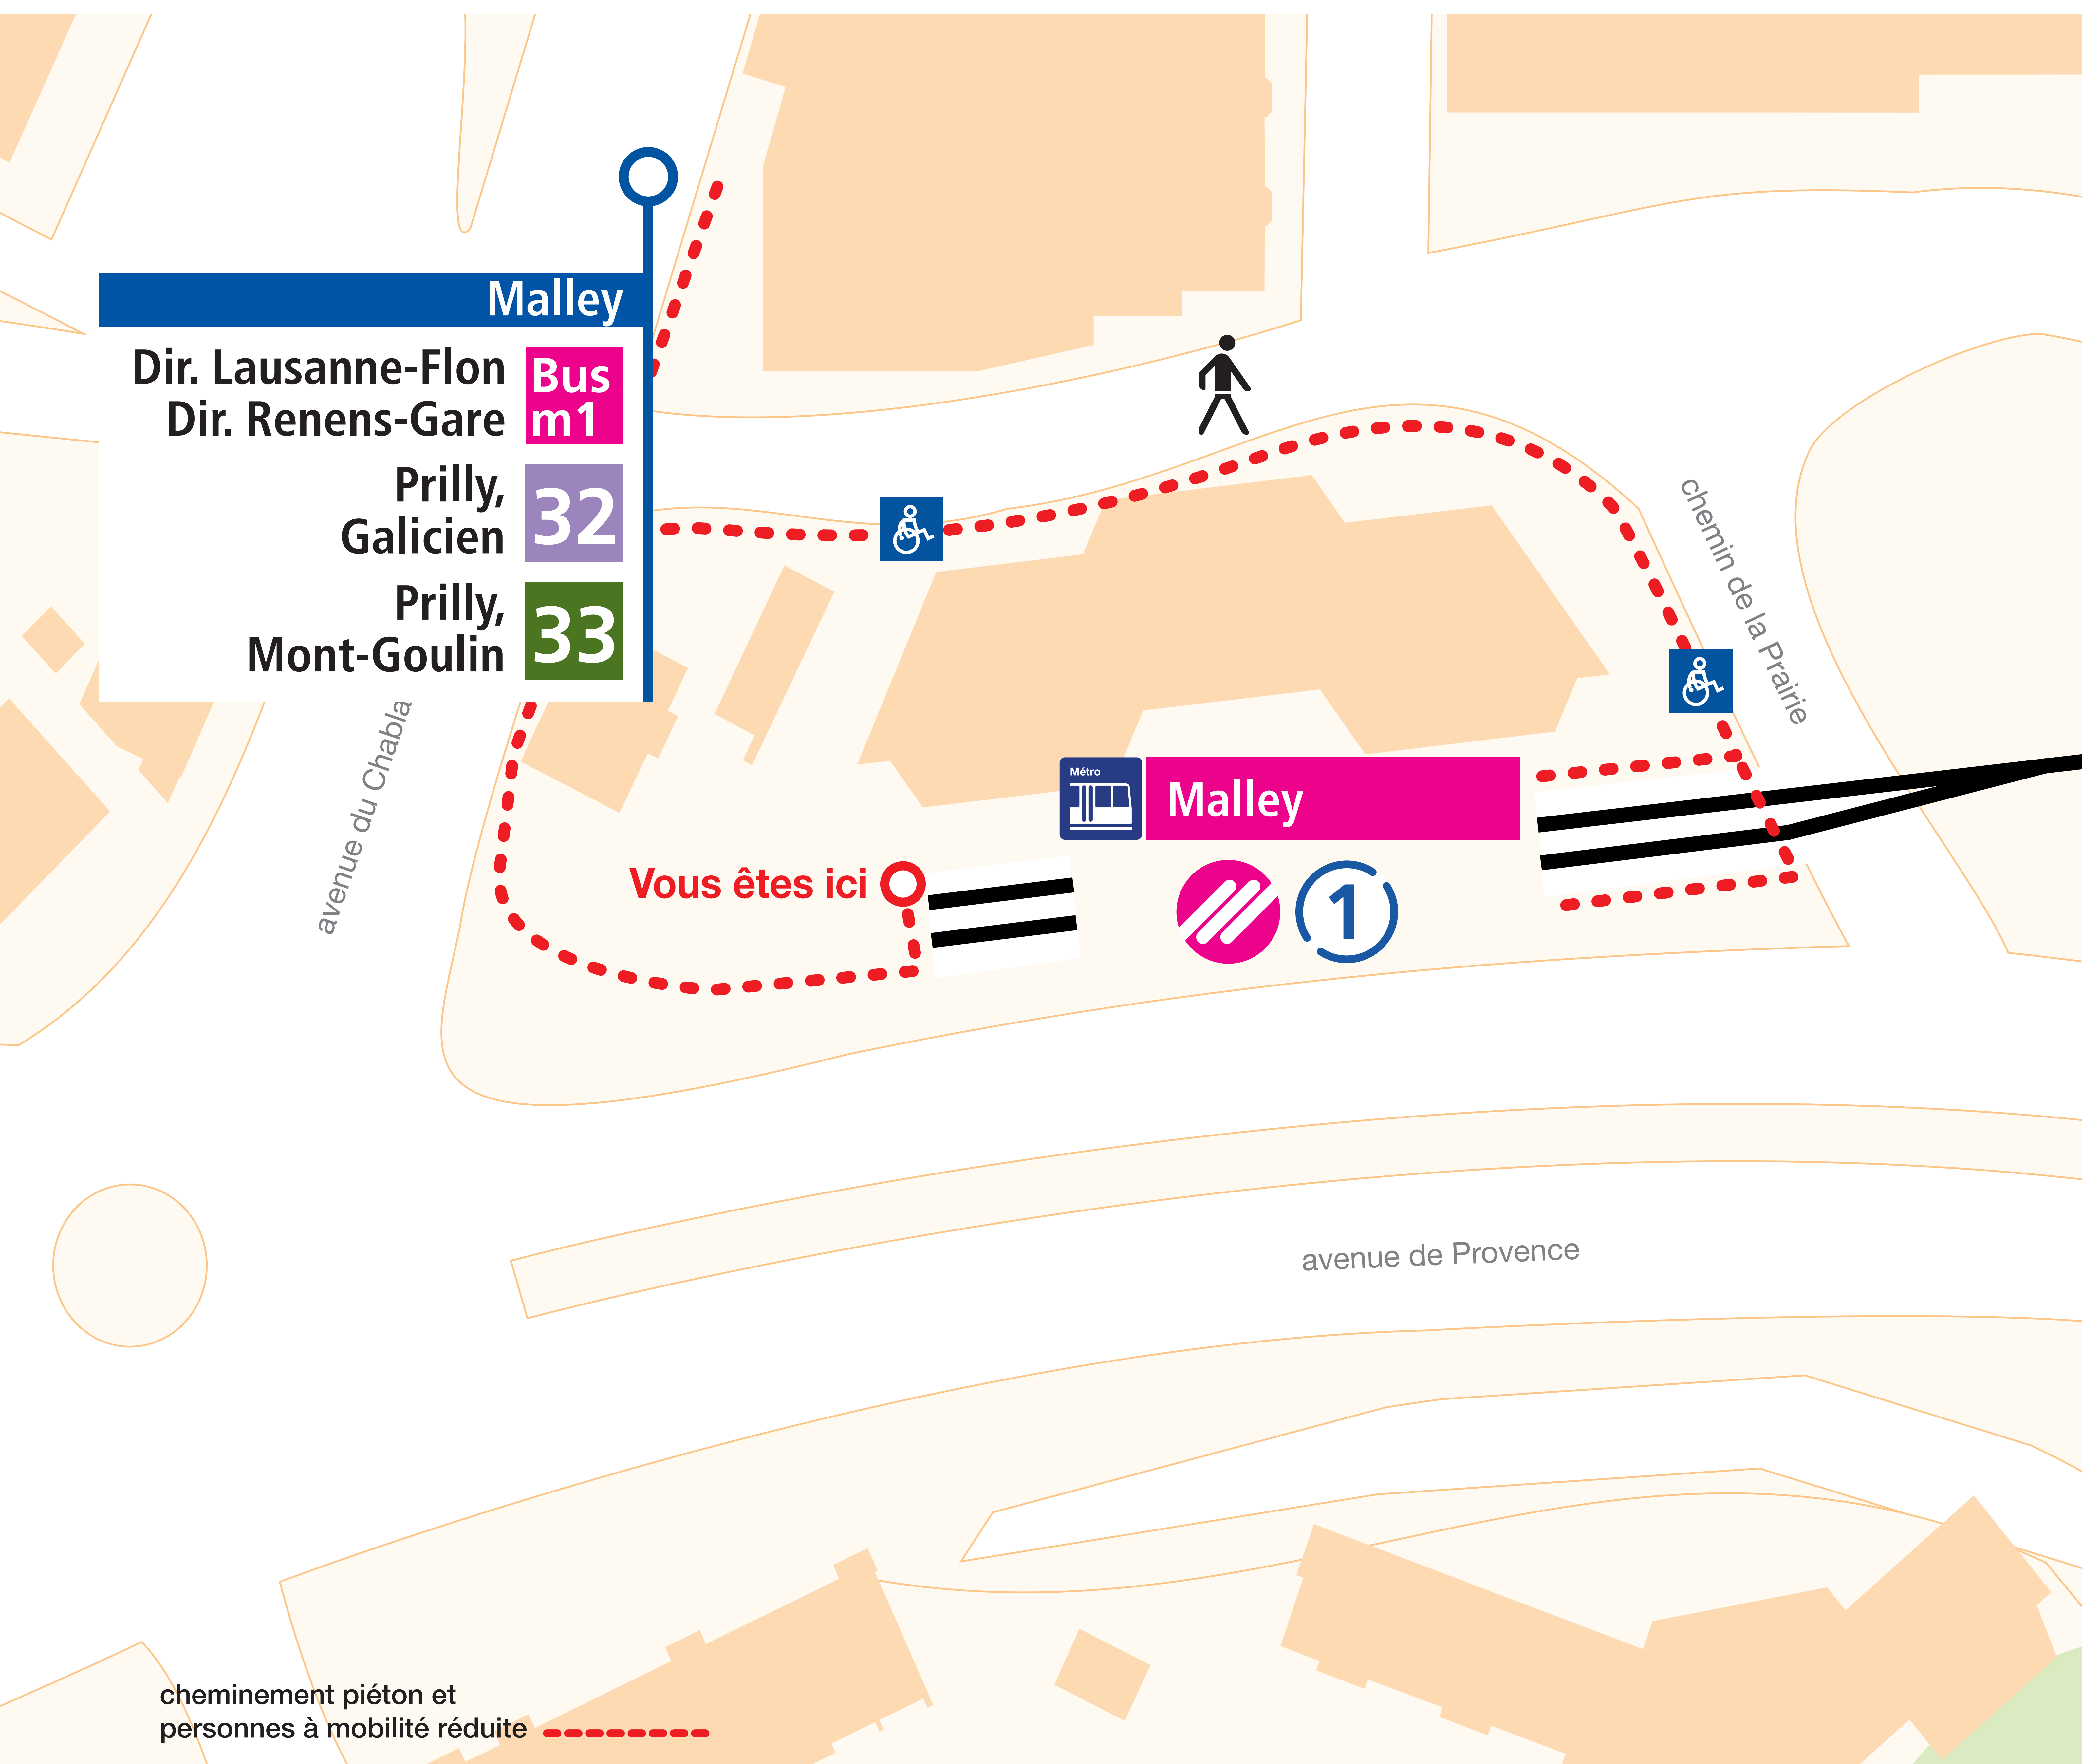 Malley
Dir. Lausanne-Flon
Dir. Renens-Gare
Bus
m1
Prilly,
Galicien
32
Prilly,
Mont-Goulin
33
avenue du Chabla
chemin de la Prairie
Métro
Malley
Vous êtes ici
1
avenue de Provence
cheminement piéton et
personnes à mobilité réduite